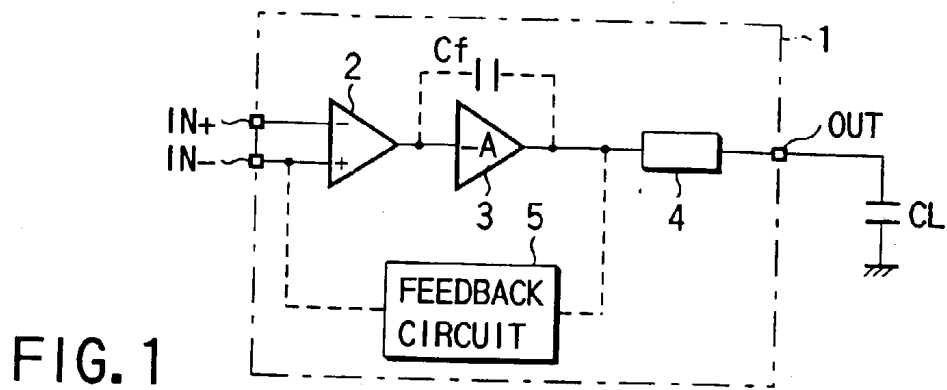 1
Cf
2
IN+
−
IN−
+
−A
OUT
3
4
CL
5
FEEDBACK
CIRCUIT
FIG. 1